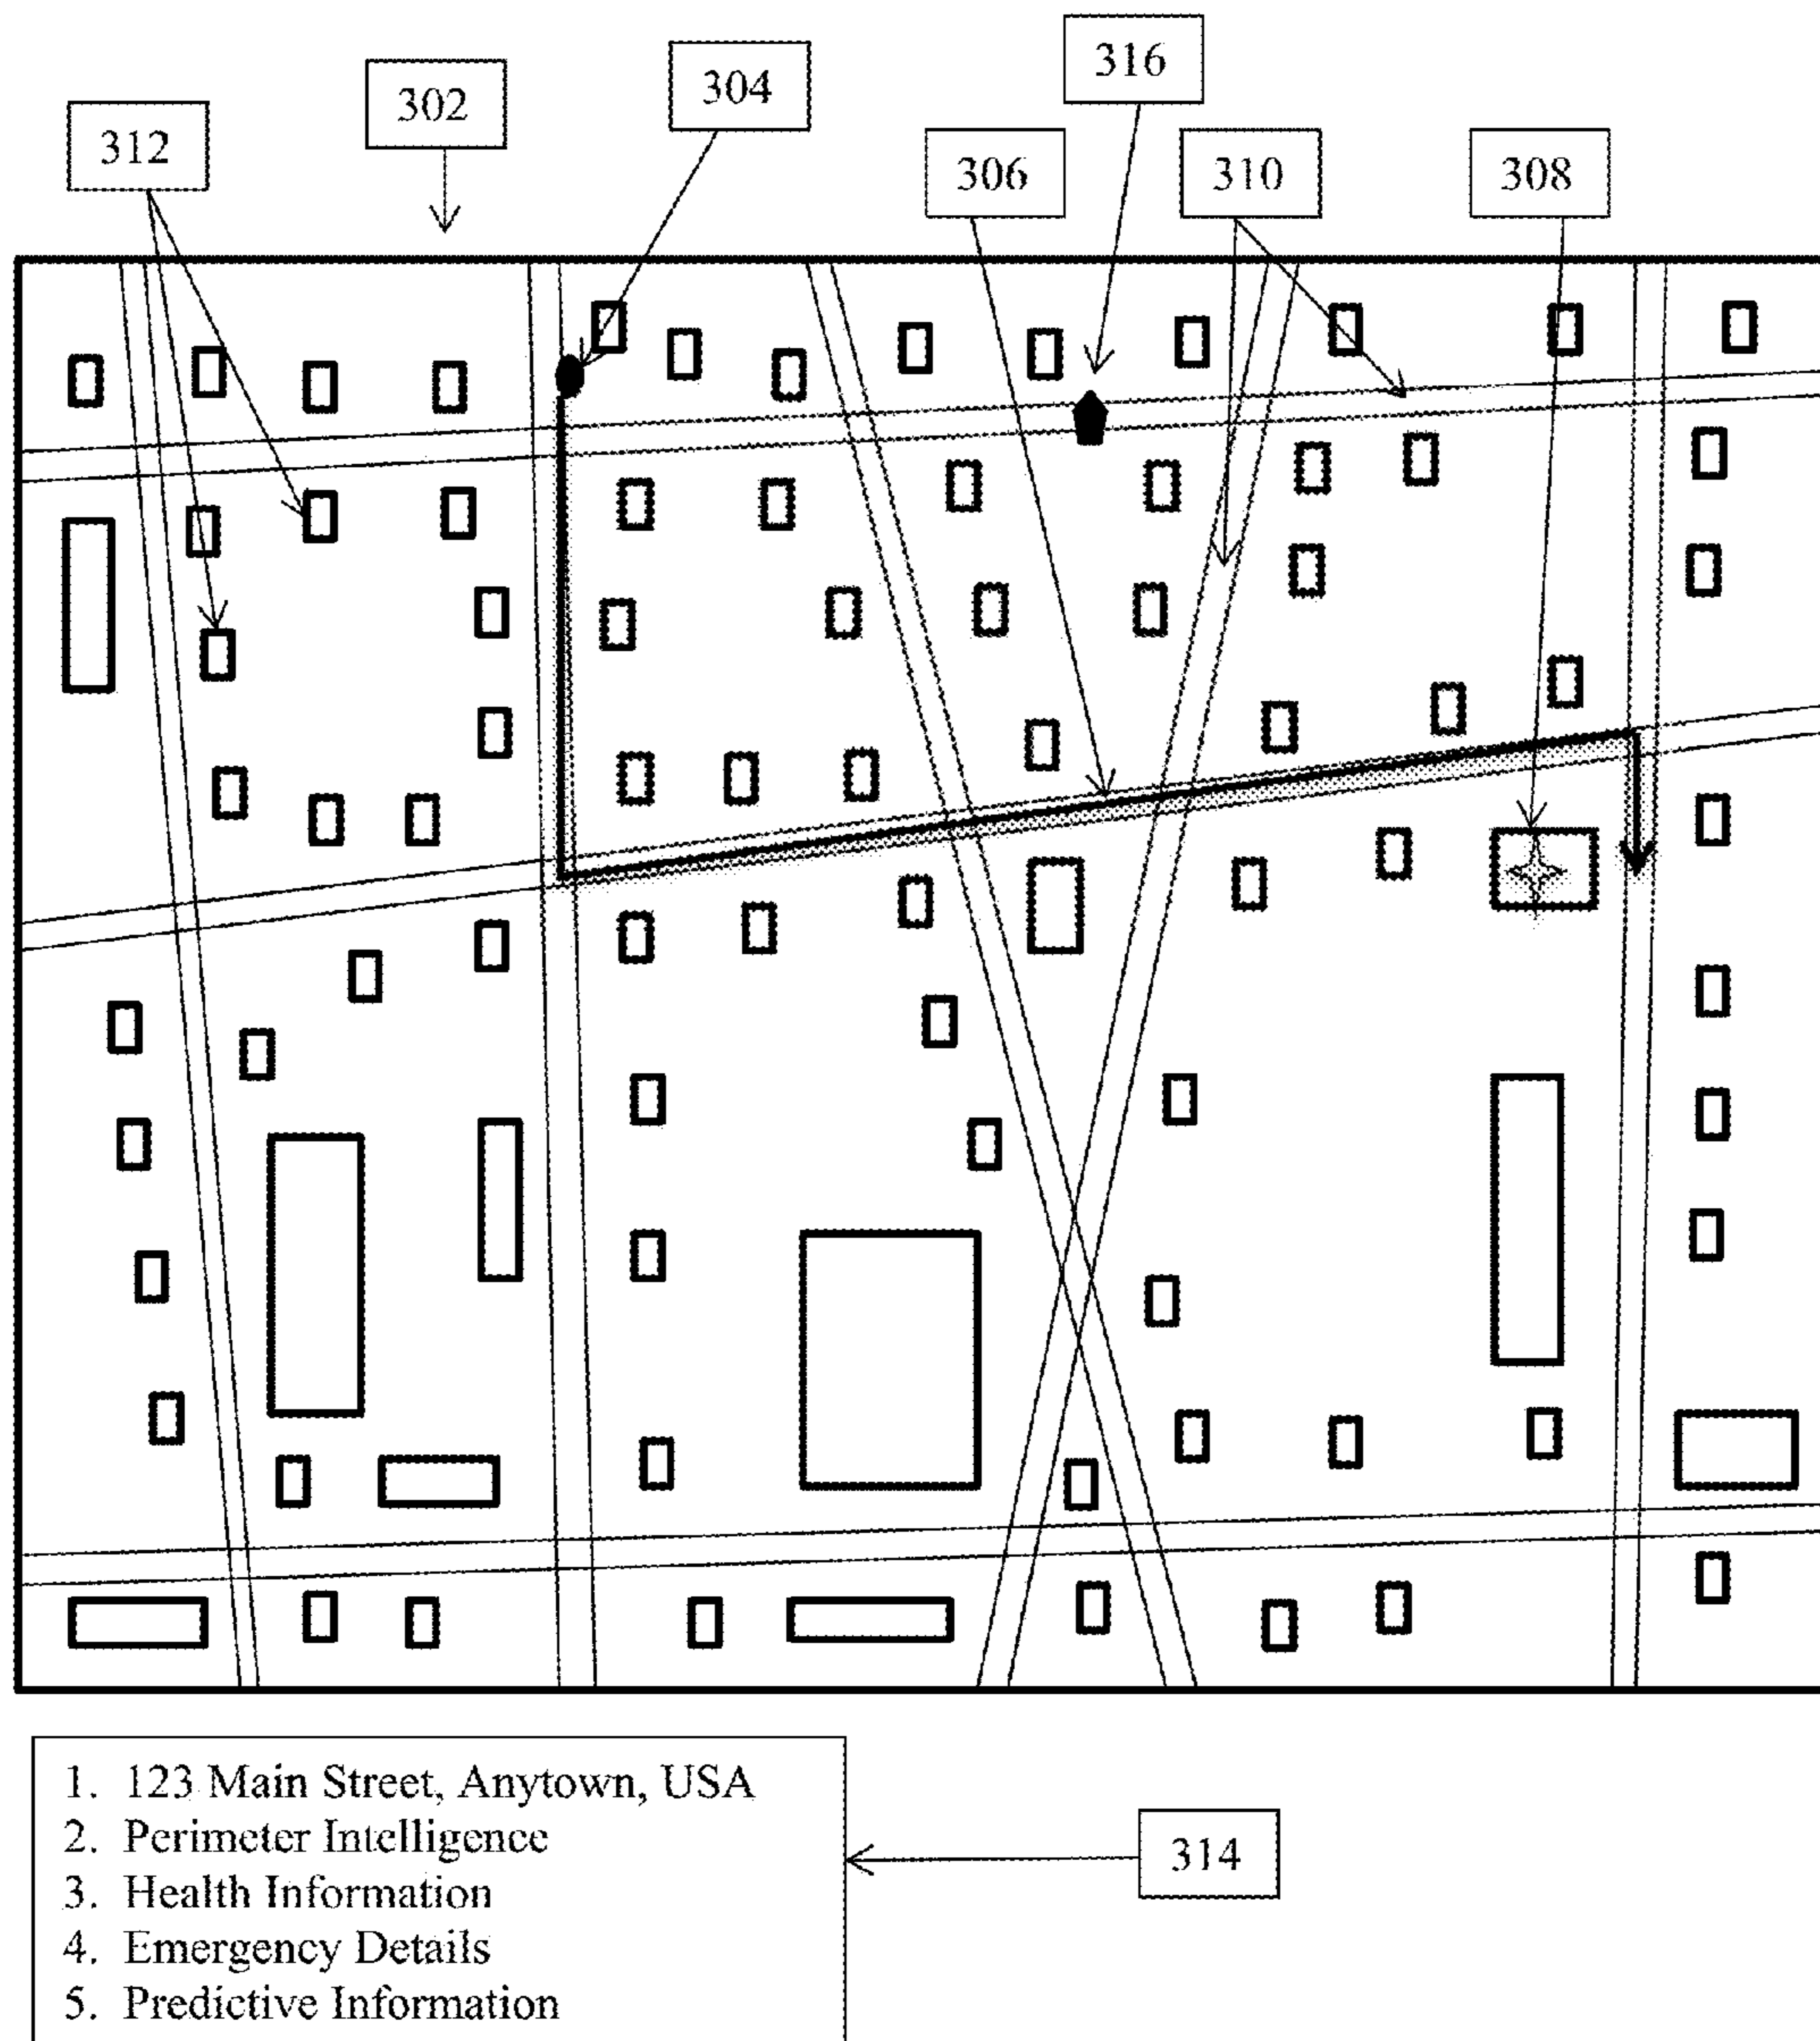 316
304
302
312
306
310
308
1. 123 Main Street, Anytown, USA
2. Perimeter Intelligence
3. Health Information
4. Emergency Details
5. Predictive Information
314